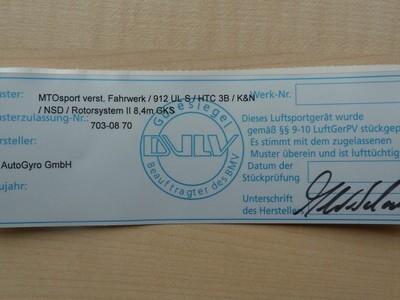 uster: MTOsport verst. Fahrwerk / 912 UL S / HTC 3B / K&N
/ NSD / Rotorsystem II 8,4m GKS
Werk-Nr.
usterzulassung-Nr.: 703-08 70
Hersteller:
AutoGyro GmbH
ujahr:
Gütesiegel
DULV
Beauftragter des BMV
Dieses Luftsportgerät wurde
gemäß §§ 9-10 LuftGerPV stückgep
Es stimmt mit dem zugelassenen
Muster überein und ist lufttüchtig
Datum der
Stückprüfung
Unterschrift
des Herstellers